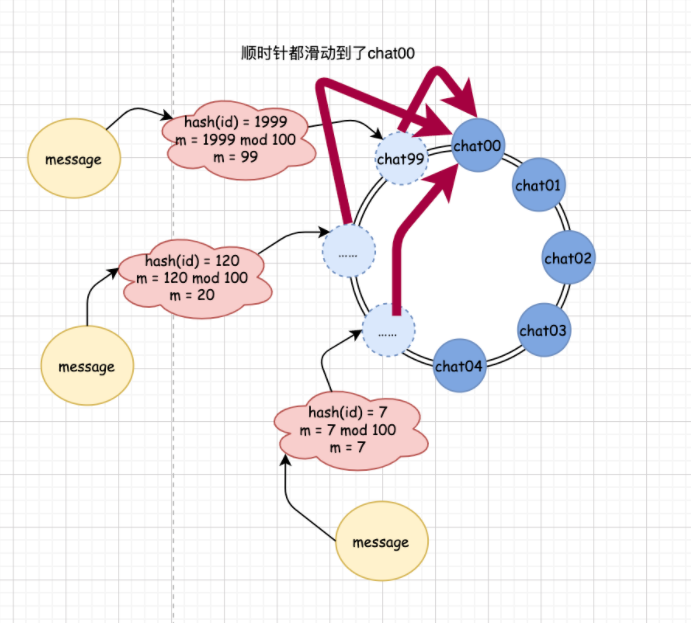 顺时针都滑动到了chat00
hash(id) = 1999
m = 1999 mod 100
m = 99
message
chat99
chat00
chat01
hash(id) = 120
m = 120 mod 100
m = 20
......
chat02
message
......
chat03
chat04
hash(id) = 7
m = 7 mod 100
m = 7
message